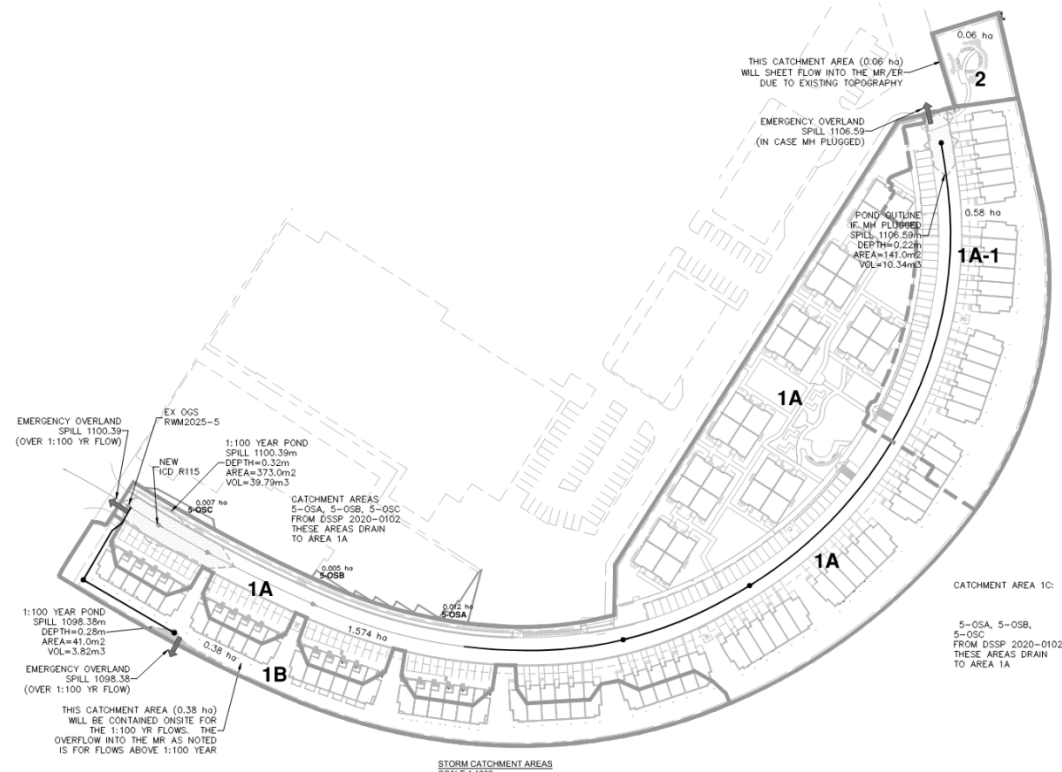 0.06 ha
THIS CATCHMENT AREA (0.06 ha)
WILL SHEET FLOW INTO THE MR/ER
DUE TO EXISTING TOPOGRAPHY
2
EMERGENCY OVERLAND
SPILL 1106.59
(IN CASE MH PLUGGED)
POND OUTLINE
IF MH PLUGGED
SPILL 1106.59m
DEPTH=0.22m
AREA=141.0m2
VOL=10.34m3
0.58 ha
1A-1
1A
EMERGENCY OVERLAND
SPILL 1100.39
(OVER 1:100 YR FLOW)
EX OGS
RWM2025-5
NEW
ICD R115
1:100 YEAR POND
SPILL 1100.39m
DEPTH=0.32m
AREA=373.0m2
VOL=39.79m3
0.007 ha
5-OSC
CATCHMENT AREAS
5-OSA, 5-OSB, 5-OSC
FROM DSSP 2020-0102
THESE AREAS DRAIN
TO AREA 1A
0.005 ha
5-OSB
0.012 ha
5-OSA
1A
1A
1.574 ha
CATCHMENT AREA 1C:
5-OSA, 5-OSB,
5-OSC
FROM DSSP 2020-0102
THESE AREAS DRAIN
TO AREA 1A
1:100 YEAR POND
SPILL 1098.38m
DEPTH=0.28m
AREA=41.0m2
VOL=3.82m3
0.38 ha
1B
EMERGENCY OVERLAND
SPILL 1098.38
(OVER 1:100 YR FLOW)
THIS CATCHMENT AREA (0.38 ha)
WILL BE CONTAINED ONSITE FOR
THE 1:100 YR FLOWS. THE
OVERFLOW INTO THE MR AS NOTED
IS FOR FLOWS ABOVE 1:100 YEAR
STORM CATCHMENT AREAS